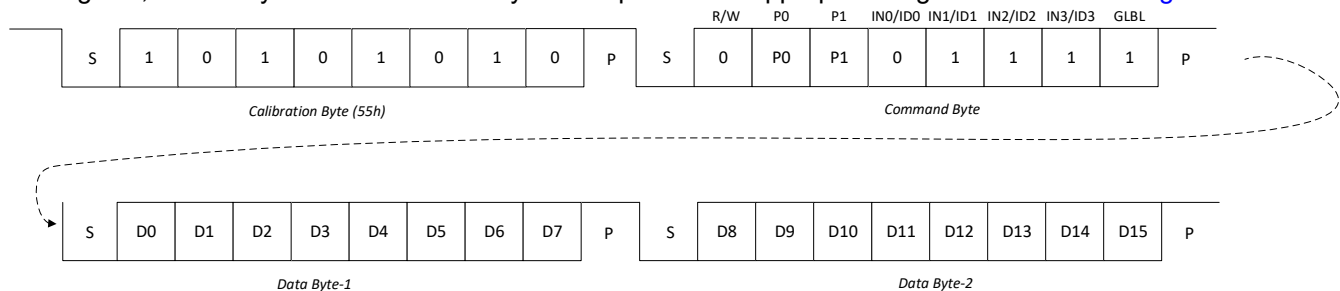 R/W P0 P1 IN0/ID0 IN1/ID1 IN2/ID2 IN3/ID3 GLBL
S 1 0 1 0 1 0 1 0 P S 0 P0 P1 0 1 1 1 1 P
Calibration Byte (55h) Command Byte
S D0 D1 D2 D3 D4 D5 D6 D7 P S D8 D9 D10 D11 D12 D13 D14 D15 P
Data Byte-1 Data Byte-2